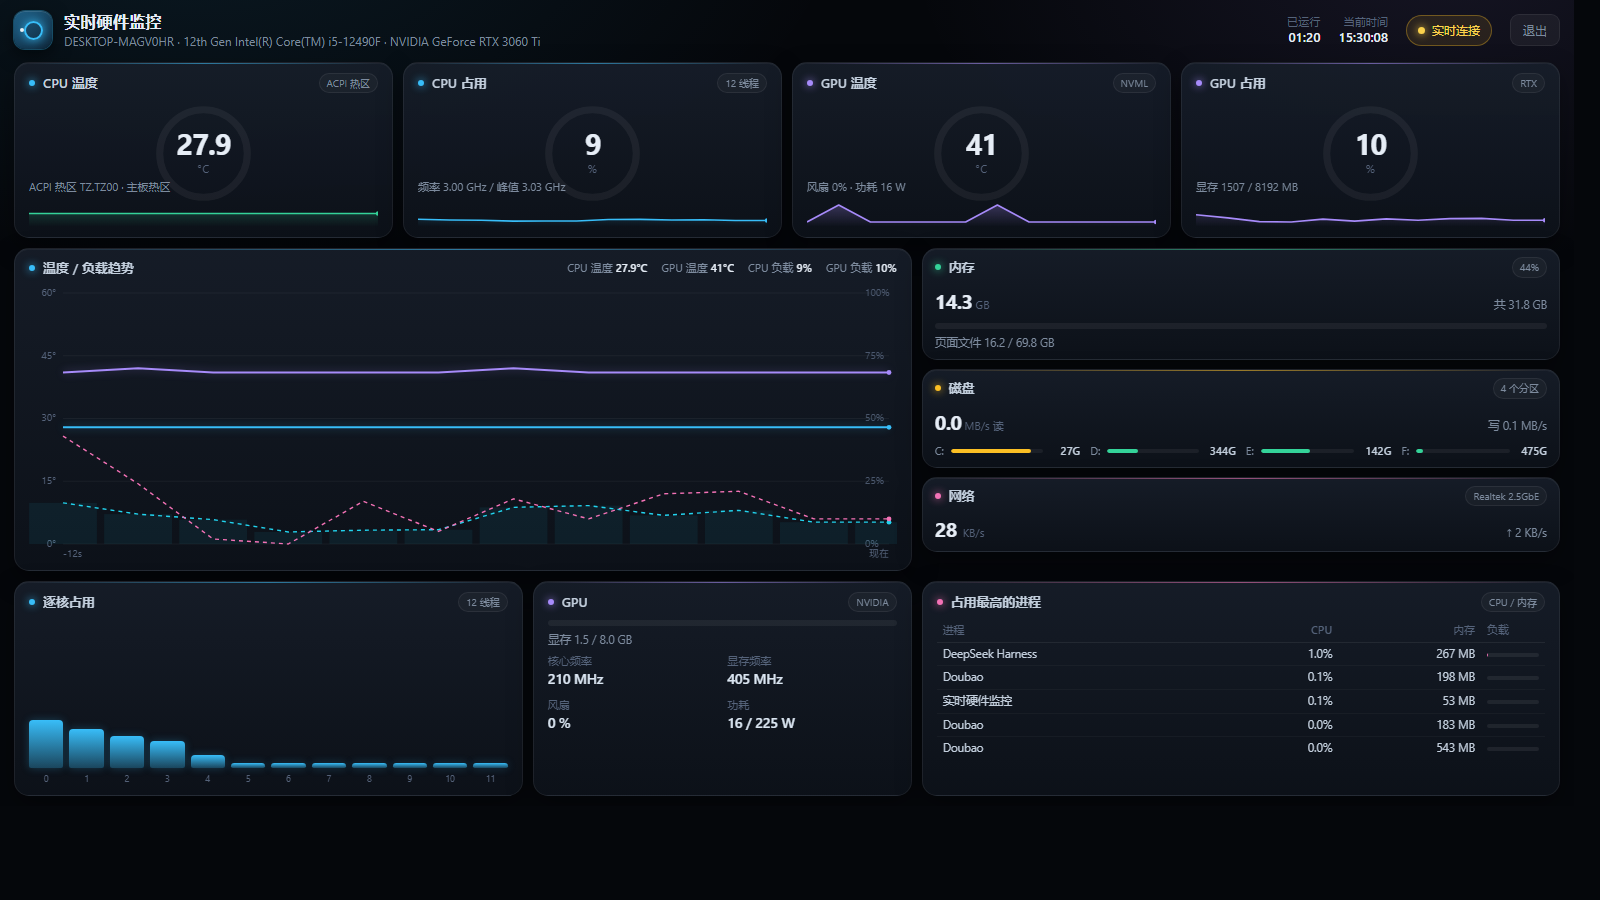 实时硬件监控
DESKTOP-MAGV0HR · 12th Gen Intel(R) Core(TM) i5-12490F · NVIDIA GeForce RTX 3060 Ti
已运行
01:20
当前时间
15:30:08
实时连接
退出
CPU 温度
ACPI 热区
27.9
°C
ACPI 热区 TZ.TZ00 · 主板热区
CPU 占用
12 线程
9
%
频率 3.00 GHz / 峰值 3.03 GHz
GPU 温度
NVML
41
°C
风扇 0% · 功耗 16 W
GPU 占用
RTX
10
%
显存 1507 / 8192 MB
温度 / 负载趋势
CPU 温度 27.9°C GPU 温度 41°C CPU 负载 9% GPU 负载 10%
60° 100%
45° 75%
30° 50%
15° 25%
0° 0%
-12s 现在
内存
44%
14.3 GB
共 31.8 GB
页面文件 16.2 / 69.8 GB
磁盘
4 个分区
0.0 MB/s 读
写 0.1 MB/s
C: 27G D: 344G E: 142G F: 475G
网络
Realtek 2.5GbE
28 KB/s
↑ 2 KB/s
逐核占用
12 线程
0 1 2 3 4 5 6 7 8 9 10 11
GPU
NVIDIA
显存 1.5 / 8.0 GB
核心频率
210 MHz
显存频率
405 MHz
风扇
0 %
功耗
16 / 225 W
占用最高的进程
CPU / 内存
进程 CPU 内存 负载
DeepSeek Harness 1.0% 267 MB
Doubao 0.1% 198 MB
实时硬件监控 0.1% 53 MB
Doubao 0.0% 183 MB
Doubao 0.0% 543 MB